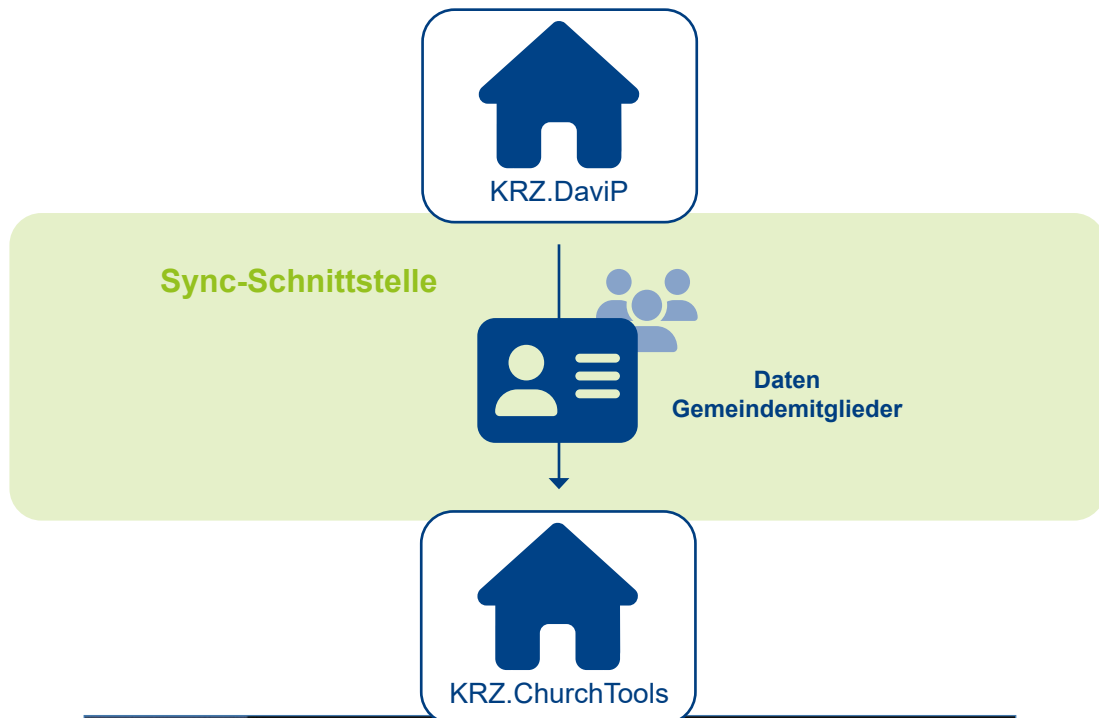 KRZ.DaviP
Sync-Schnittstelle
Daten
Gemeindemitglieder
KRZ.ChurchTools